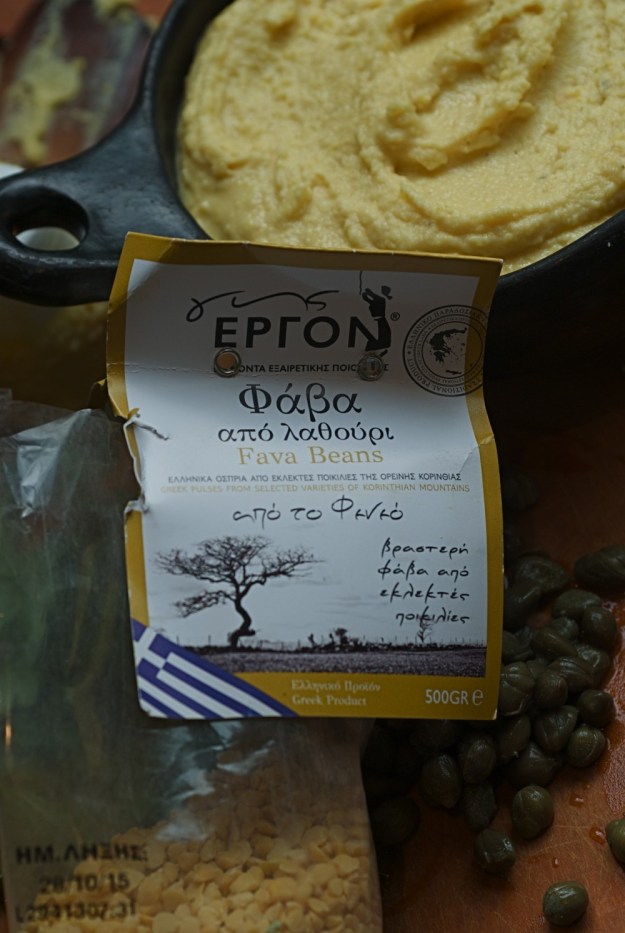 γης
ΕΡΓΟΝ®
ΟΝΤΑ ΕΞΑΙΡΕΤΙΚΗΣ ΠΟΙ
Φάβα
από λαθούρι
Fava Beans
ΕΛΛΗΝΙΚΑ ΟΣΠΡΙΑ ΑΠΟ ΕΚΛΕΚΤΕΣ ΠΟΙΚΙΛΙΕΣ ΤΗΣ ΟΡΕΙΝΗΣ ΚΟΡΙΝΘΙΑΣ
GREEK PULSES FROM SELECTED VARIETIES OF KORINTHIAN MOUNTAINS
από το Φενεό
βραστερή
φάβα από
εκλεκτές
ποικιλίες
Ελληνικό Προϊόν
Greek Product
500GR e
ΗΜ.ΛΗΞΗΣ:
28/10/15